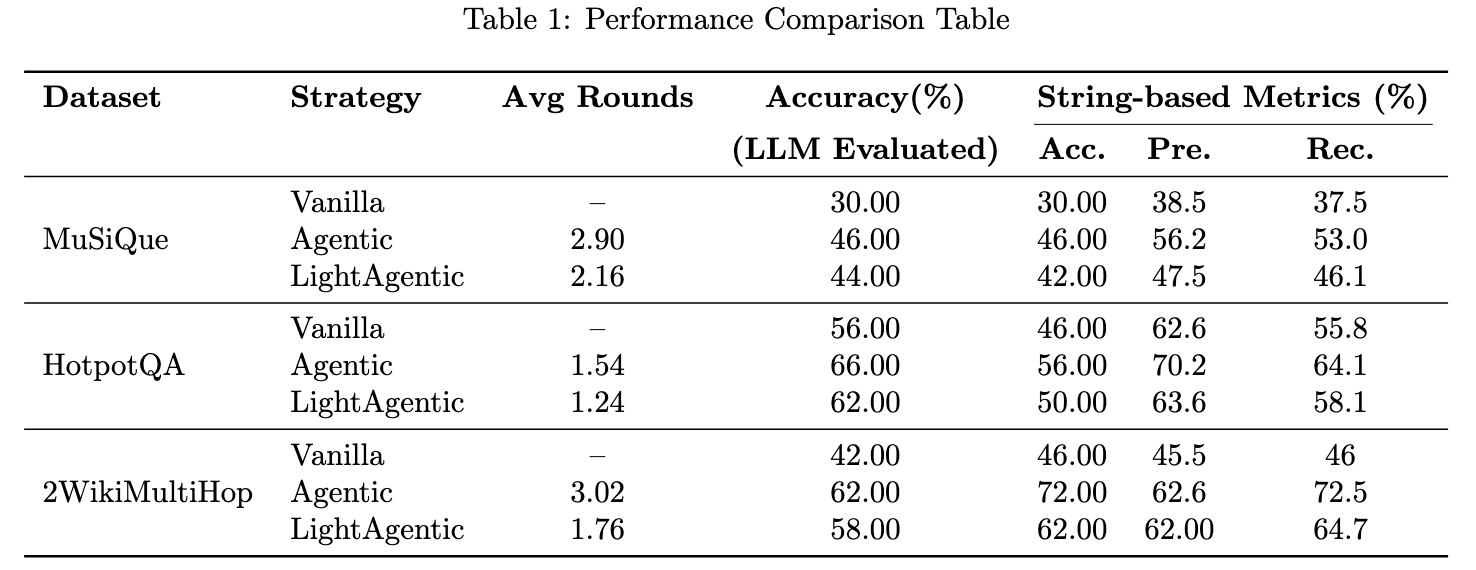 Table 1: Performance Comparison Table
Dataset Strategy Avg Rounds Accuracy(%) String-based Metrics (%)
(LLM Evaluated) Acc. Pre. Rec.
Vanilla – 30.00 30.00 38.5 37.5
MuSiQue Agentic 2.90 46.00 46.00 56.2 53.0
LightAgentic 2.16 44.00 42.00 47.5 46.1
Vanilla – 56.00 46.00 62.6 55.8
HotpotQA Agentic 1.54 66.00 56.00 70.2 64.1
LightAgentic 1.24 62.00 50.00 63.6 58.1
Vanilla – 42.00 46.00 45.5 46
2WikiMultiHop Agentic 3.02 62.00 72.00 62.6 72.5
LightAgentic 1.76 58.00 62.00 62.00 64.7